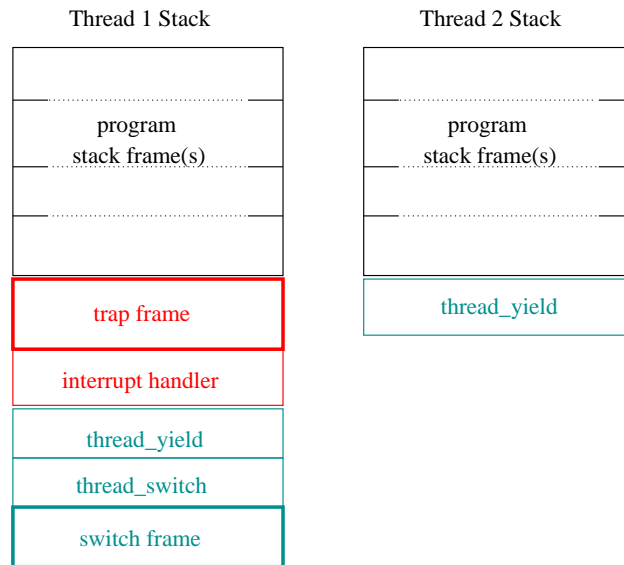 Thread 1 Stack
program
stack frame(s)
trap frame
interrupt handler
thread_yield
thread_switch
switch frame
Thread 2 Stack
program
stack frame(s)
thread_yield